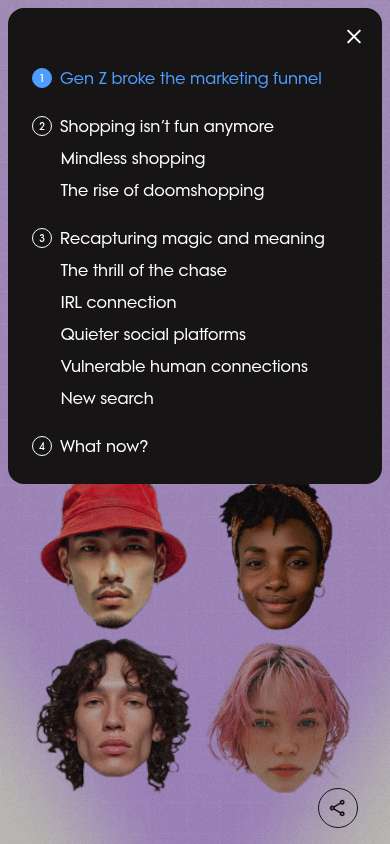 1 Gen Z broke the marketing funnel
2 Shopping isn't fun anymore
Mindless shopping
The rise of doomshopping
3 Recapturing magic and meaning
The thrill of the chase
IRL connection
Quieter social platforms
Vulnerable human connections
New search
4 What now?